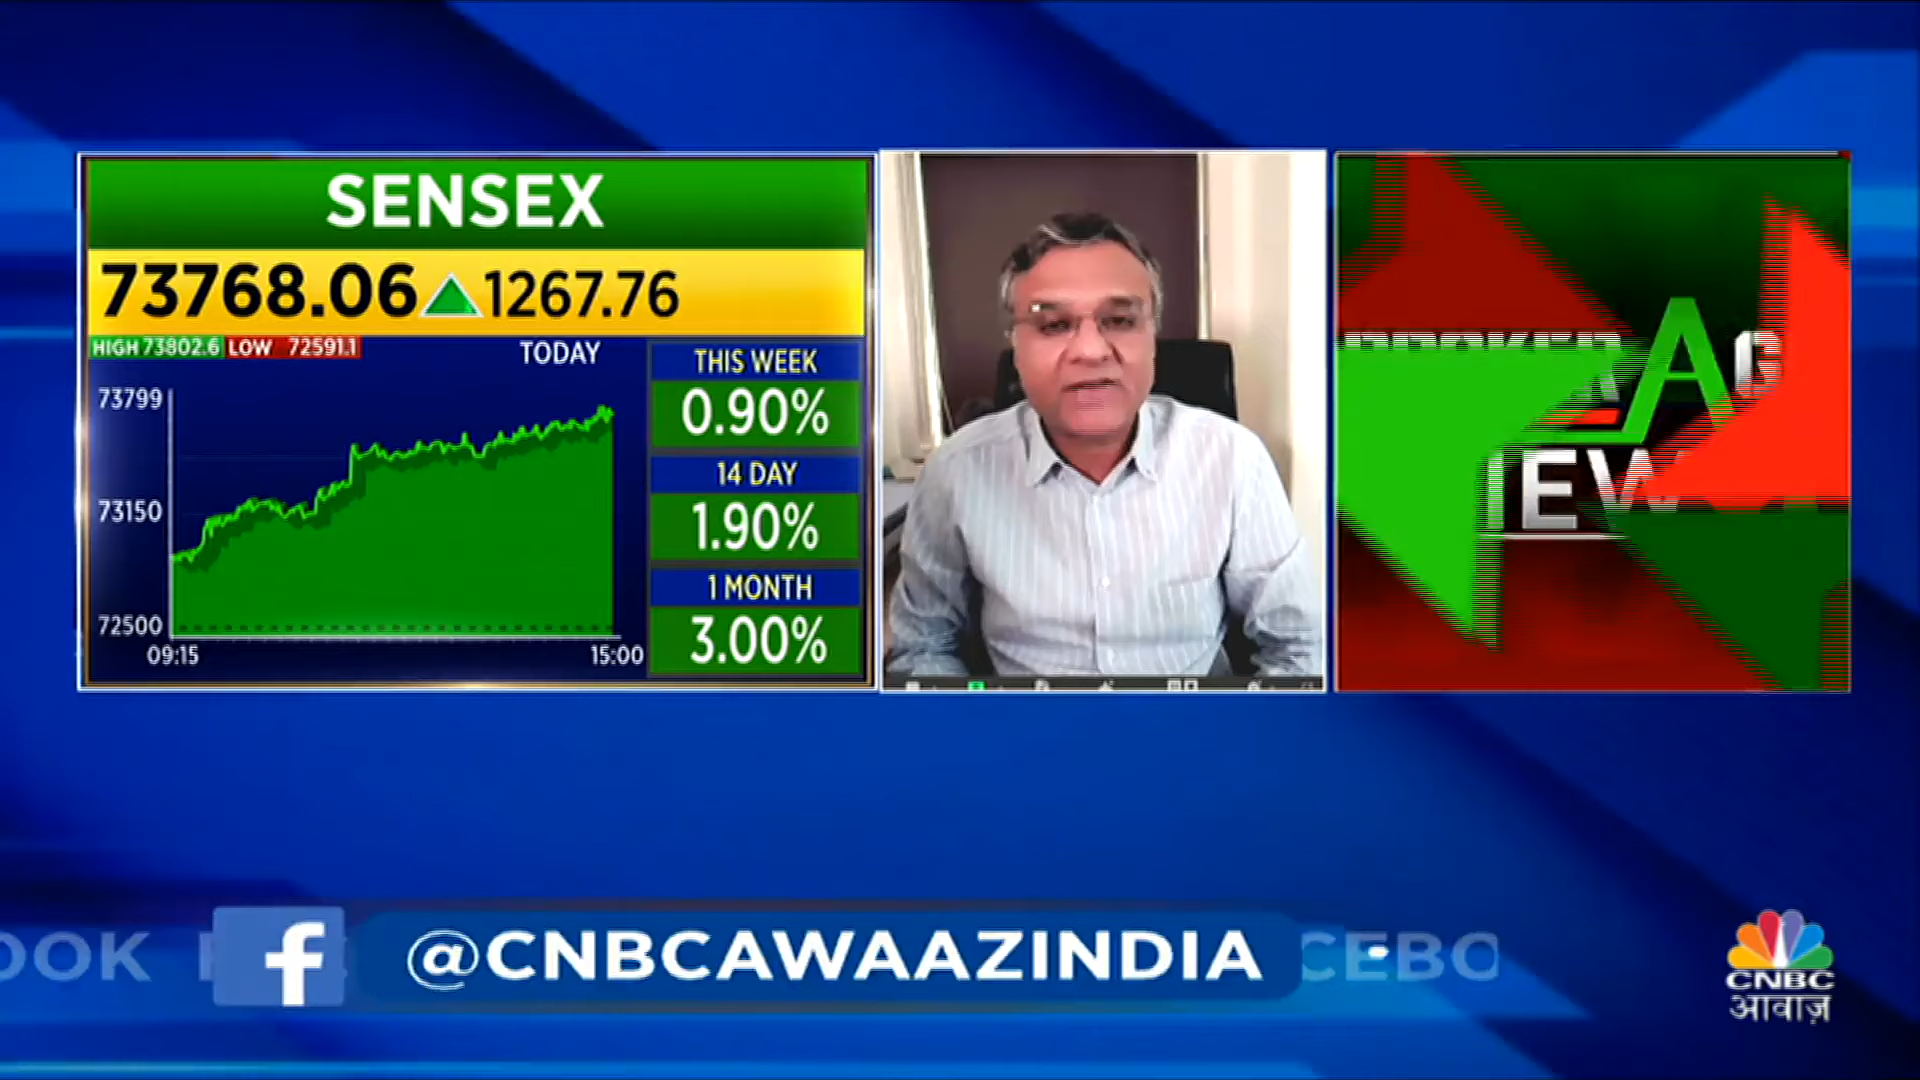 SENSEX
73768.06 1267.76
HIGH 73802.6 LOW 72591.1
TODAY
73799
73150
72500
09:15 15:00
THIS WEEK
0.90%
14 DAY
1.90%
1 MONTH
3.00%
@CNBCAWAAZINDIA
CNBC
आवाज़